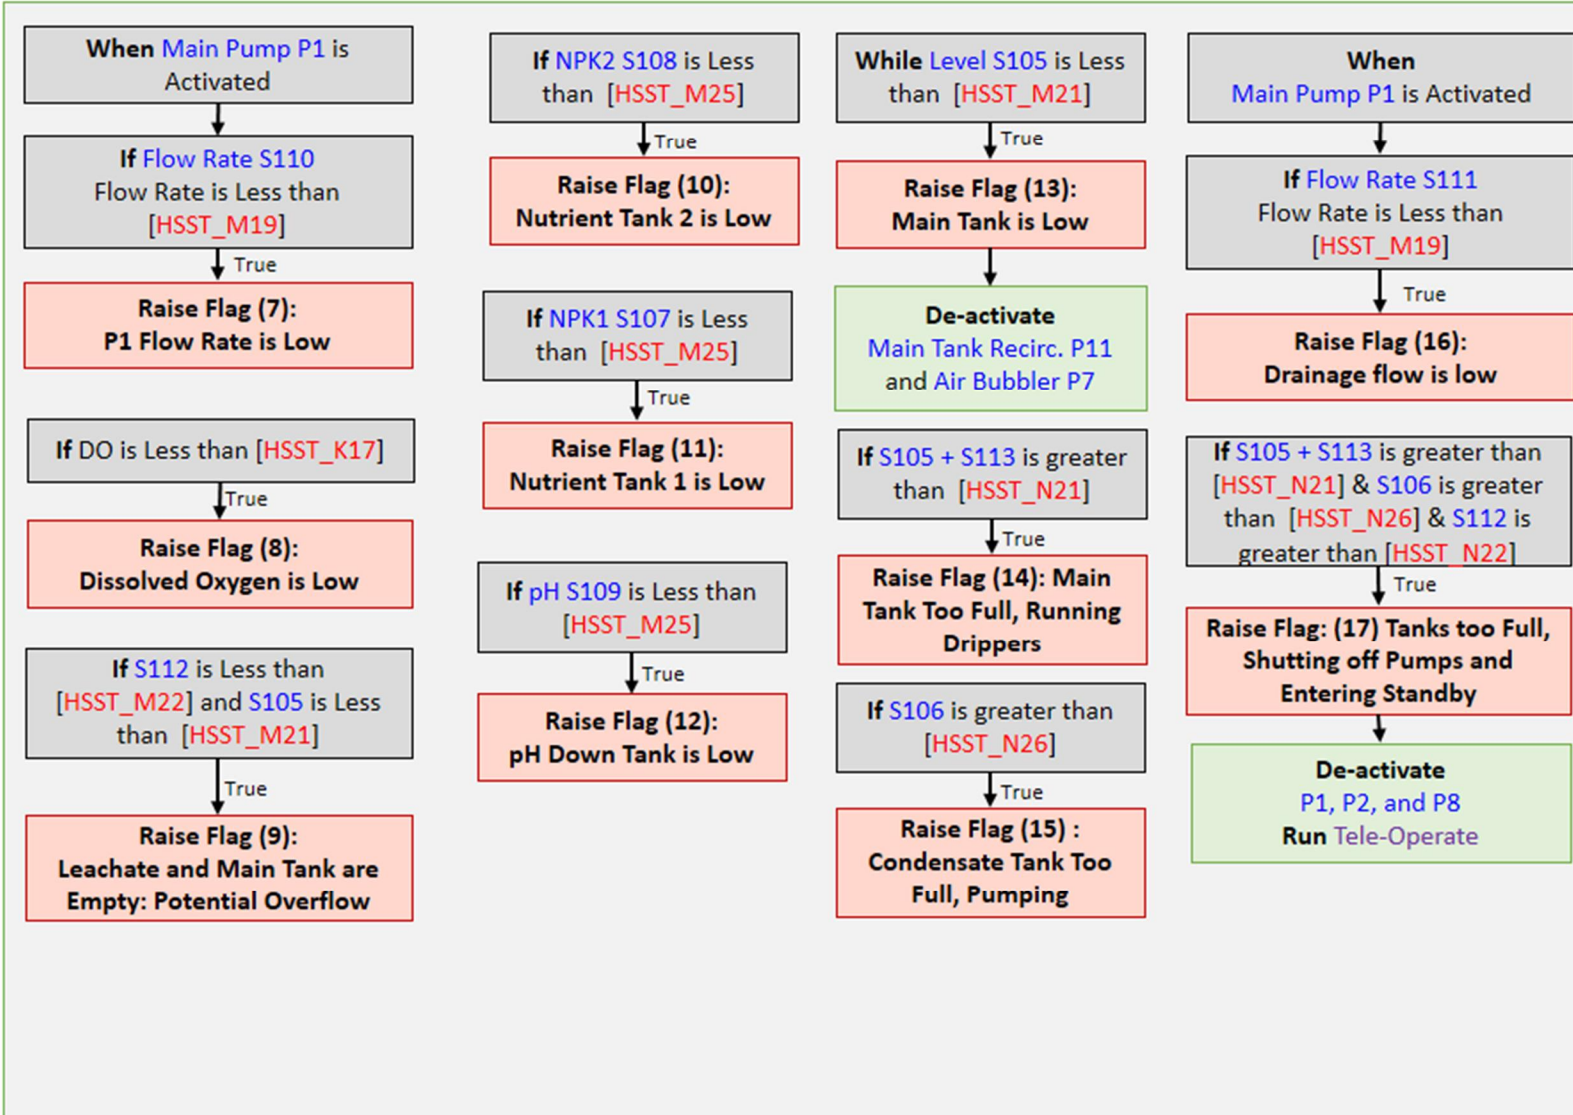 When Main Pump P1 is
Activated
If Flow Rate S110
Flow Rate is Less than
[HSST_M19]
True
Raise Flag (7):
P1 Flow Rate is Low
If DO is Less than [HSST_K17]
True
Raise Flag (8):
Dissolved Oxygen is Low
If S112 is Less than
[HSST_M22] and S105 is Less
than [HSST_M21]
True
Raise Flag (9):
Leachate and Main Tank are
Empty: Potential Overflow
If NPK2 S108 is Less
than [HSST_M25]
True
Raise Flag (10):
Nutrient Tank 2 is Low
If NPK1 S107 is Less
than [HSST_M25]
True
Raise Flag (11):
Nutrient Tank 1 is Low
If pH S109 is Less than
[HSST_M25]
True
Raise Flag (12):
pH Down Tank is Low
While Level S105 is Less
than [HSST_M21]
True
Raise Flag (13):
Main Tank is Low
De-activate
Main Tank Recirc. P11
and Air Bubbler P7
If S105 + S113 is greater
than [HSST_N21]
True
Raise Flag (14): Main
Tank Too Full, Running
Drippers
If S106 is greater than
[HSST_N26]
True
Raise Flag (15) :
Condensate Tank Too
Full, Pumping
When
Main Pump P1 is Activated
If Flow Rate S111
Flow Rate is Less than
[HSST_M19]
True
Raise Flag (16):
Drainage flow is low
If S105 + S113 is greater than
[HSST_N21] & S106 is greater
than [HSST_N26] & S112 is
greater than [HSST_N22]
True
Raise Flag: (17) Tanks too Full,
Shutting off Pumps and
Entering Standby
De-activate
P1, P2, and P8
Run Tele-Operate